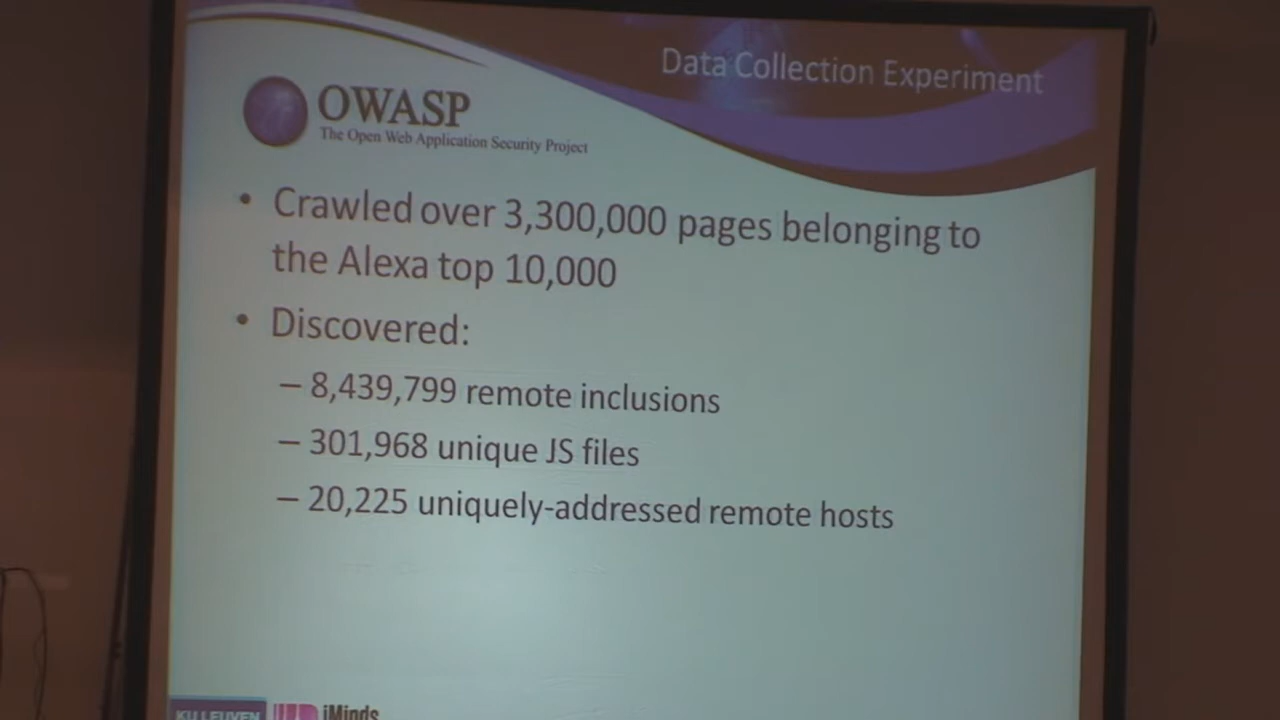 Data Collection Experiment
OWASP
The Open Web Application Security Project
• Crawled over 3,300,000 pages belonging to
the Alexa top 10,000
• Discovered:
– 8,439,799 remote inclusions
– 301,968 unique JS files
– 20,225 uniquely-addressed remote hosts
KU LEUVEN
iMinds